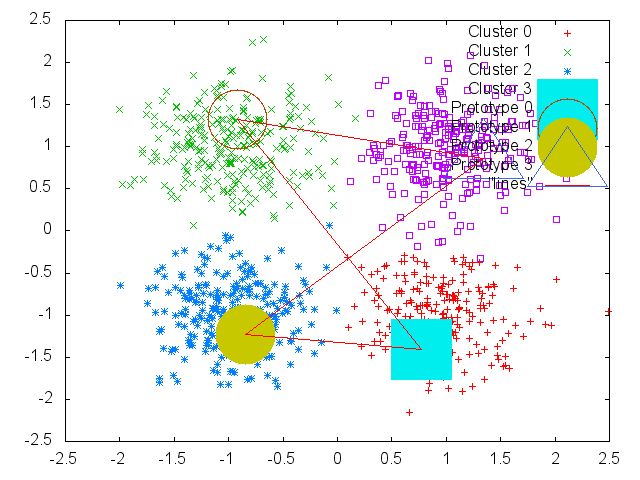 2.5
2
1.5
1
0.5
0
-0.5
-1
-1.5
-2
-2.5
-2.5
-2
-1.5
-1
-0.5
0
0.5
1
1.5
2
2.5
Cluster 0
Cluster 1
Cluster 2
Cluster 3
Prototype 0
Prototype
Prototype 2
Prototype 3
"lines"